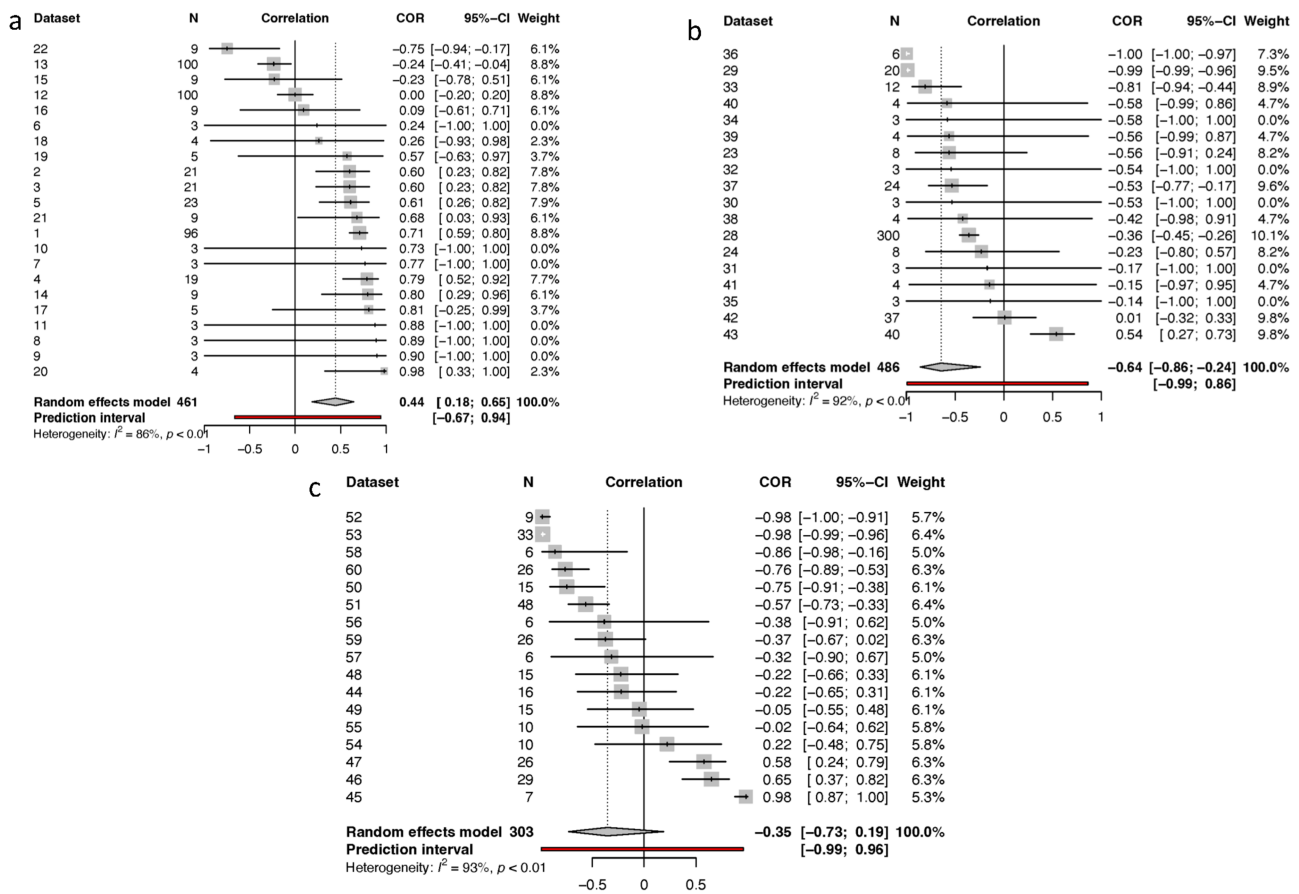 a
Dataset N Correlation COR 95%−CI Weight
22 9 −0.75 [−0.94; −0.17] 6.1%
13 100 −0.24 [−0.41; −0.04] 8.8%
15 9 −0.23 [−0.78; 0.51] 6.1%
12 100 0.00 [−0.20; 0.20] 8.8%
16 9 0.09 [−0.61; 0.71] 6.1%
6 3 0.24 [−1.00; 1.00] 0.0%
18 4 0.26 [−0.93; 0.98] 2.3%
19 5 0.57 [−0.63; 0.97] 3.7%
2 21 0.60 [ 0.23; 0.82] 7.8%
3 21 0.60 [ 0.23; 0.82] 7.8%
5 23 0.61 [ 0.26; 0.82] 7.9%
21 9 0.68 [ 0.03; 0.93] 6.1%
1 96 0.71 [ 0.59; 0.80] 8.8%
10 3 0.73 [−1.00; 1.00] 0.0%
7 3 0.77 [−1.00; 1.00] 0.0%
4 19 0.79 [ 0.52; 0.92] 7.7%
14 9 0.80 [ 0.29; 0.96] 6.1%
17 5 0.81 [−0.25; 0.99] 3.7%
11 3 0.88 [−1.00; 1.00] 0.0%
8 3 0.89 [−1.00; 1.00] 0.0%
9 3 0.90 [−1.00; 1.00] 0.0%
20 4 0.98 [ 0.33; 1.00] 2.3%
Random effects model 461 0.44 [ 0.18; 0.65] 100.0%
Prediction interval [−0.67; 0.94]
Heterogeneity: I² = 86%, p < 0.01
−1 −0.5 0 0.5 1
b
Dataset N Correlation COR 95%−CI Weight
36 6 −1.00 [−1.00; −0.97] 7.3%
29 20 −0.99 [−0.99; −0.96] 9.5%
33 12 −0.81 [−0.94; −0.44] 8.9%
40 4 −0.58 [−0.99; 0.86] 4.7%
34 3 −0.58 [−1.00; 1.00] 0.0%
39 4 −0.56 [−0.99; 0.87] 4.7%
23 8 −0.56 [−0.91; 0.24] 8.2%
32 3 −0.54 [−1.00; 1.00] 0.0%
37 24 −0.53 [−0.77; −0.17] 9.6%
30 3 −0.53 [−1.00; 1.00] 0.0%
38 4 −0.42 [−0.98; 0.91] 4.7%
28 300 −0.36 [−0.45; −0.26] 10.1%
24 8 −0.23 [−0.80; 0.57] 8.2%
31 3 −0.17 [−1.00; 1.00] 0.0%
41 4 −0.15 [−0.97; 0.95] 4.7%
35 3 −0.14 [−1.00; 1.00] 0.0%
42 37 0.01 [−0.32; 0.33] 9.8%
43 40 0.54 [ 0.27; 0.73] 9.8%
Random effects model 486 −0.64 [−0.86; −0.24] 100.0%
Prediction interval [−0.99; 0.86]
Heterogeneity: I² = 92%, p < 0.01
−1 −0.5 0 0.5 1
c
Dataset N Correlation COR 95%−CI Weight
52 9 −0.98 [−1.00; −0.91] 5.7%
53 33 −0.98 [−0.99; −0.96] 6.4%
58 6 −0.86 [−0.98; −0.16] 5.0%
60 26 −0.76 [−0.89; −0.53] 6.3%
50 15 −0.75 [−0.91; −0.38] 6.1%
51 48 −0.57 [−0.73; −0.33] 6.4%
56 6 −0.38 [−0.91; 0.62] 5.0%
59 26 −0.37 [−0.67; 0.02] 6.3%
57 6 −0.32 [−0.90; 0.67] 5.0%
48 15 −0.22 [−0.66; 0.33] 6.1%
44 16 −0.22 [−0.65; 0.31] 6.1%
49 15 −0.05 [−0.55; 0.48] 6.1%
55 10 −0.02 [−0.64; 0.62] 5.8%
54 10 0.22 [−0.48; 0.75] 5.8%
47 26 0.58 [ 0.24; 0.79] 6.3%
46 29 0.65 [ 0.37; 0.82] 6.3%
45 7 0.98 [ 0.87; 1.00] 5.3%
Random effects model 303 −0.35 [−0.73; 0.19] 100.0%
Prediction interval [−0.99; 0.96]
Heterogeneity: I² = 93%, p < 0.01
−0.5 0 0.5